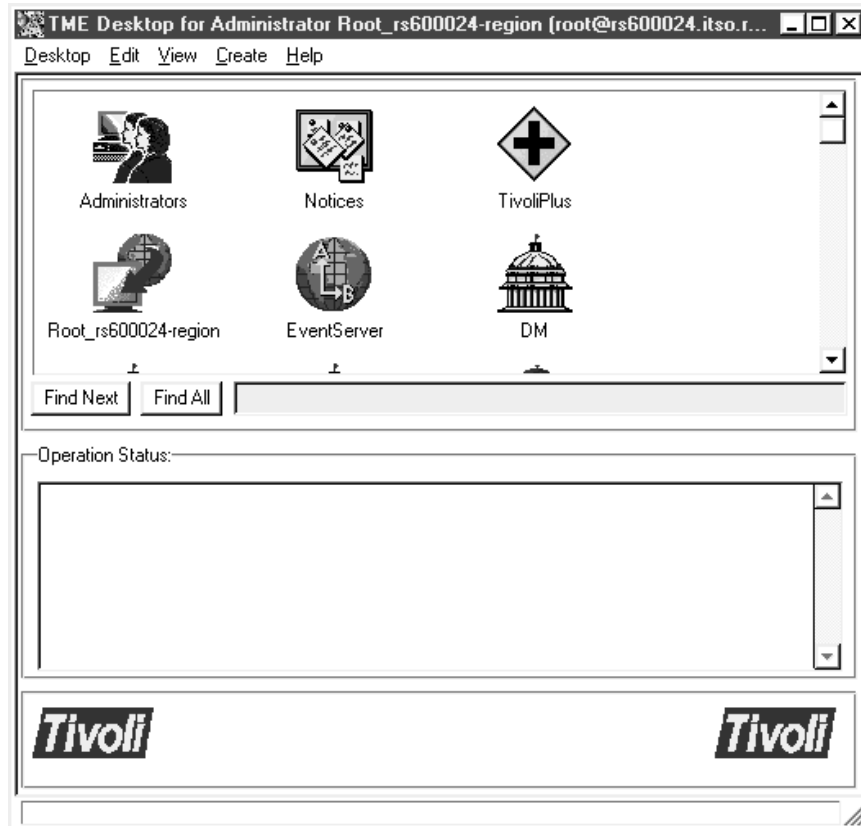 TME Desktop for Administrator Root_rs600024-region (root@rs600024.itso.r...
Desktop Edit View Create Help
Administrators Notices TivoliPlus
Root_rs600024-region EventServer DM
Find Next Find All
Operation Status:
Tivoli Tivoli